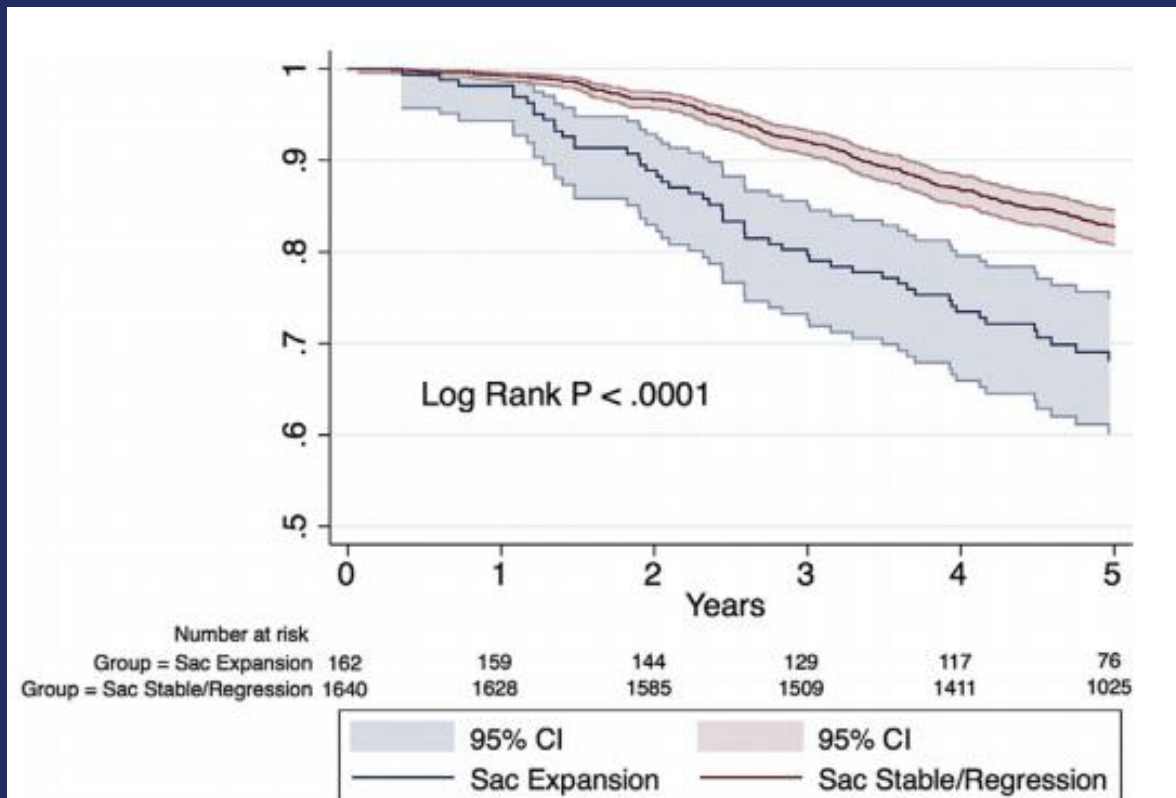 1
.9
.8
.7
.6
.5
Log Rank P < .0001
0 1 2 3 4 5
Years
Number at risk
Group = Sac Expansion 162 159 144 129 117 76
Group = Sac Stable/Regression 1640 1628 1585 1509 1411 1025
95% CI 95% CI
Sac Expansion Sac Stable/Regression